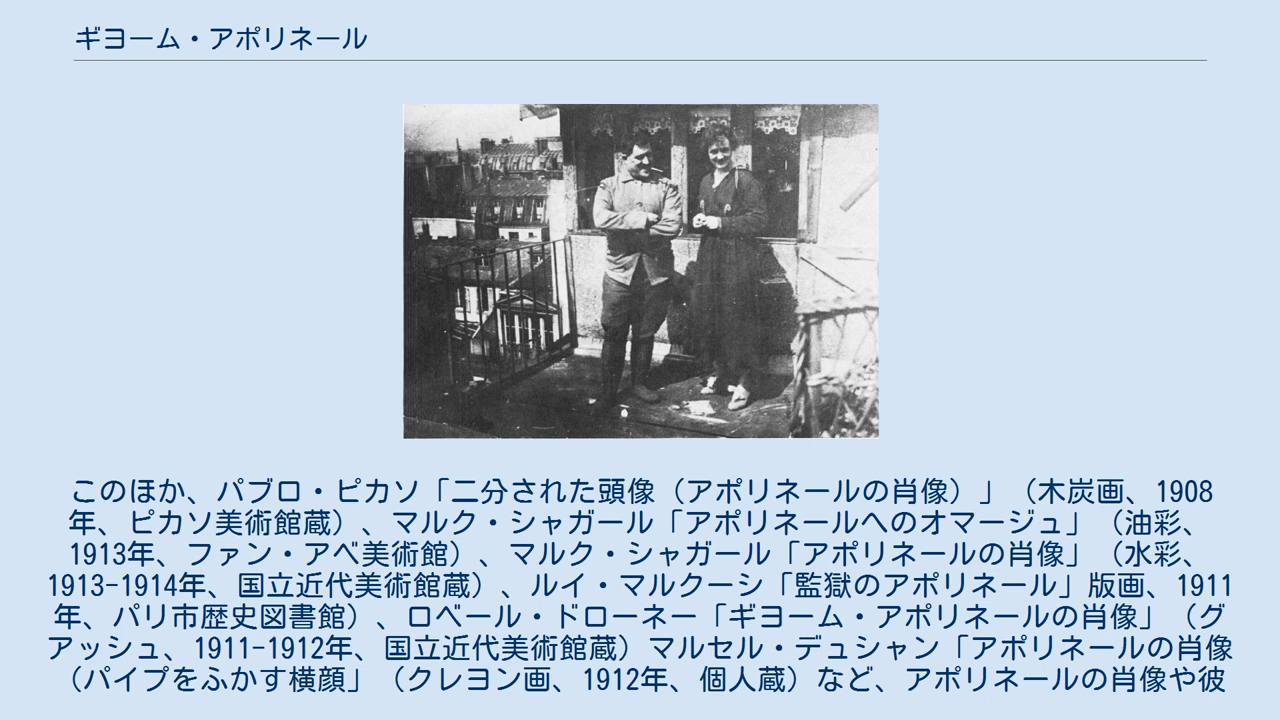 ギヨーム・アポリネール
このほか、パブロ・ピカソ「二分された頭像（アポリネールの肖像）」（木炭画、1908
年、ピカソ美術館蔵）、マルク・シャガール「アポリネールへのオマージュ」（油彩、
1913年、ファン・アベ美術館）、マルク・シャガール「アポリネールの肖像」（水彩、
1913-1914年、国立近代美術館蔵）、ルイ・マルクーシ「監獄のアポリネール」版画、1911
年、パリ市歴史図書館）、ロベール・ドローネー「ギヨーム・アポリネールの肖像」（グ
アッシュ、1911-1912年、国立近代美術館蔵）マルセル・デュシャン「アポリネールの肖像
（パイプをふかす横顔」（クレヨン画、1912年、個人蔵）など、アポリネールの肖像や彼